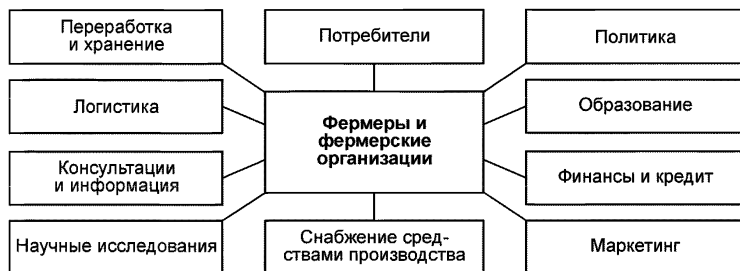 Переработка
и хранение
Потребители
Политика
Логистика
Фермеры и
фермерские
организации
Образование
Консультации
и информация
Финансы и кредит
Научные исследования
Снабжение сред-
ствами производства
Маркетинг